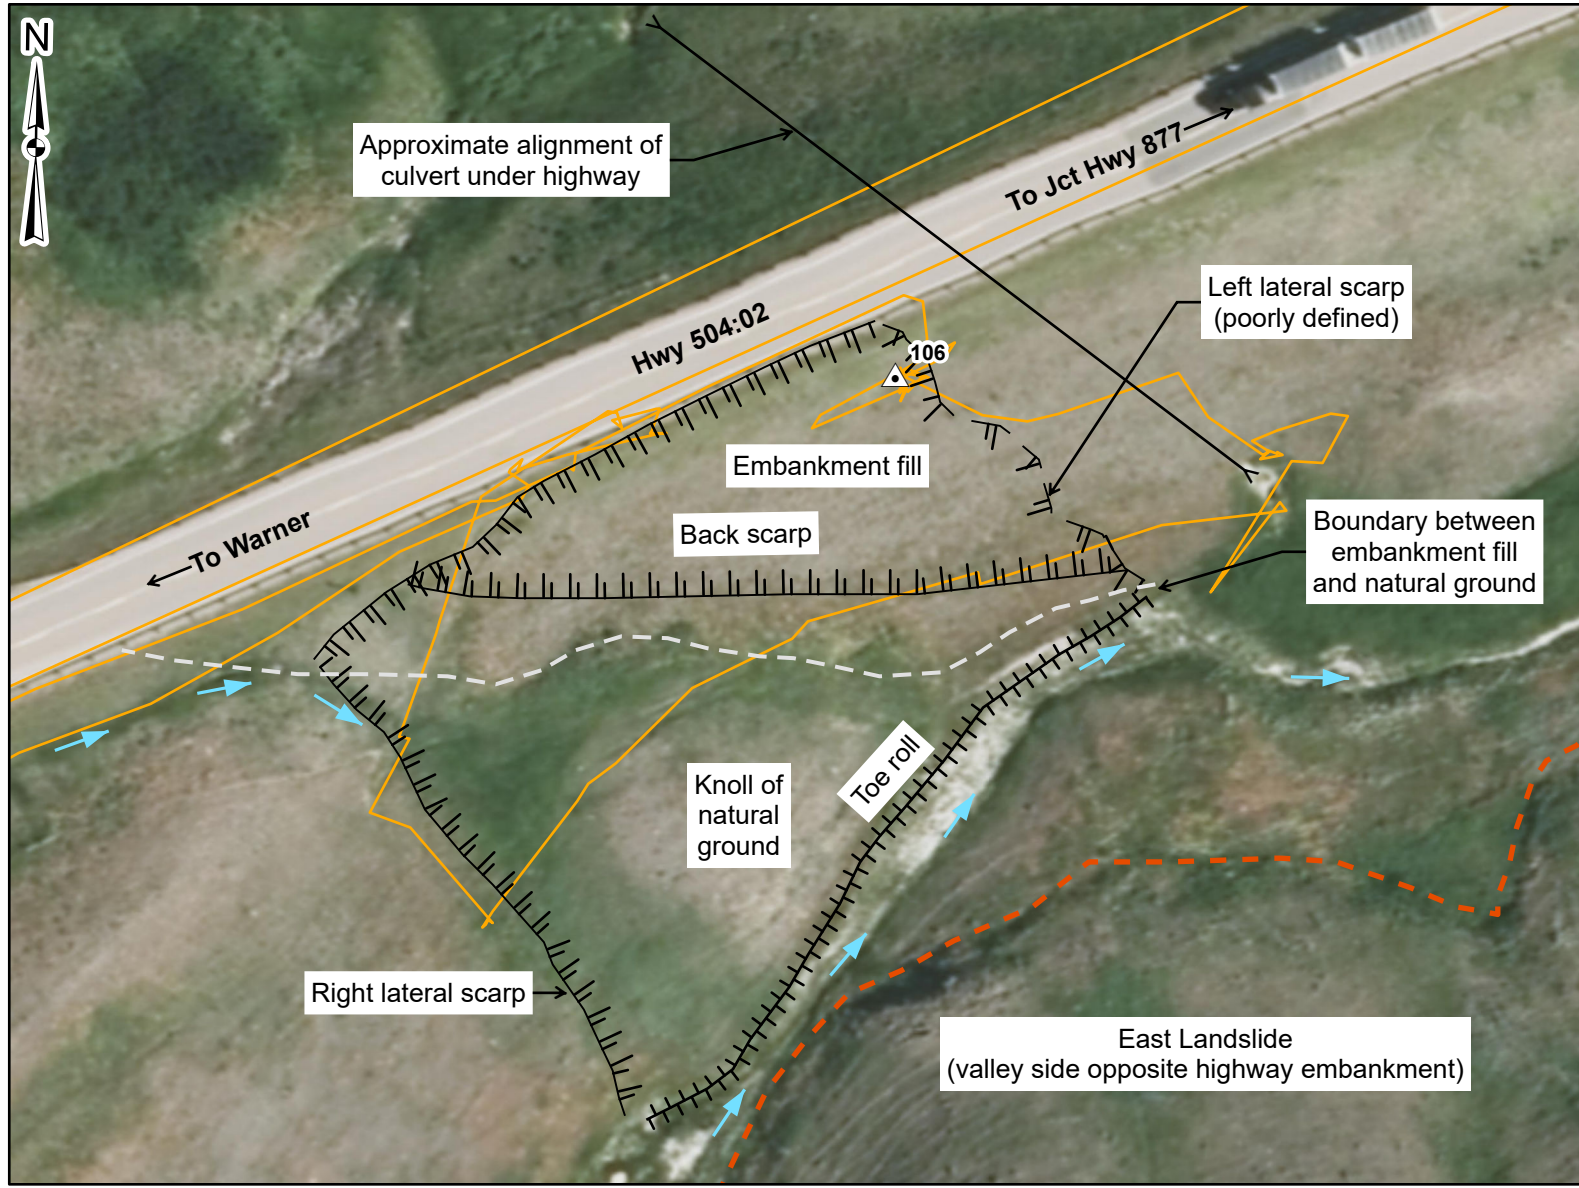 N
Approximate alignment of
culvert under highway
To Jct Hwy 877
Left lateral scarp
(poorly defined)
Hwy 504:02
106
Embankment fill
To Warner
Back scarp
Boundary between
embankment fill
and natural ground
Toe roll
Knoll of
natural
ground
Right lateral scarp
East Landslide
(valley side opposite highway embankment)